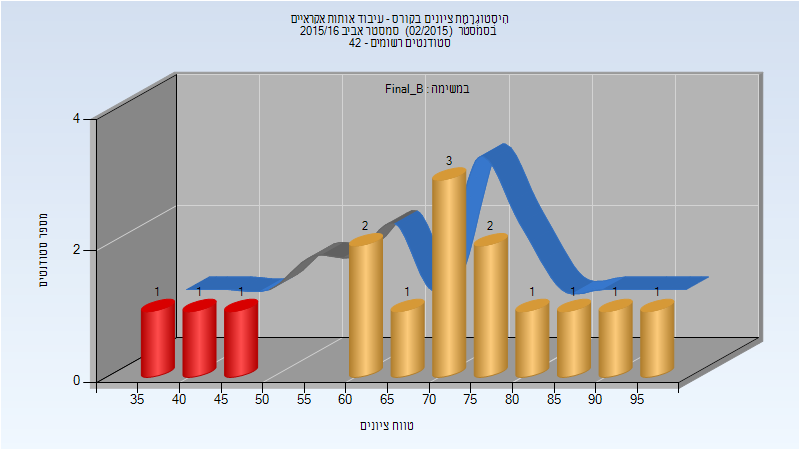 הִיסטוֹגְרָמַת ציונים בקורס - עיבוד אותות אקראיים
בסמסטר (02/2015) סמסטר אביב 2015/16
סטודנטים רשומים - 42
במשימה : Final_B
מספר סטודנטים
4
2
0
1
1
1
2
1
3
2
1
1
1
1
35 40 45 50 55 60 65 70 75 80 85 90 95
טווח ציונים